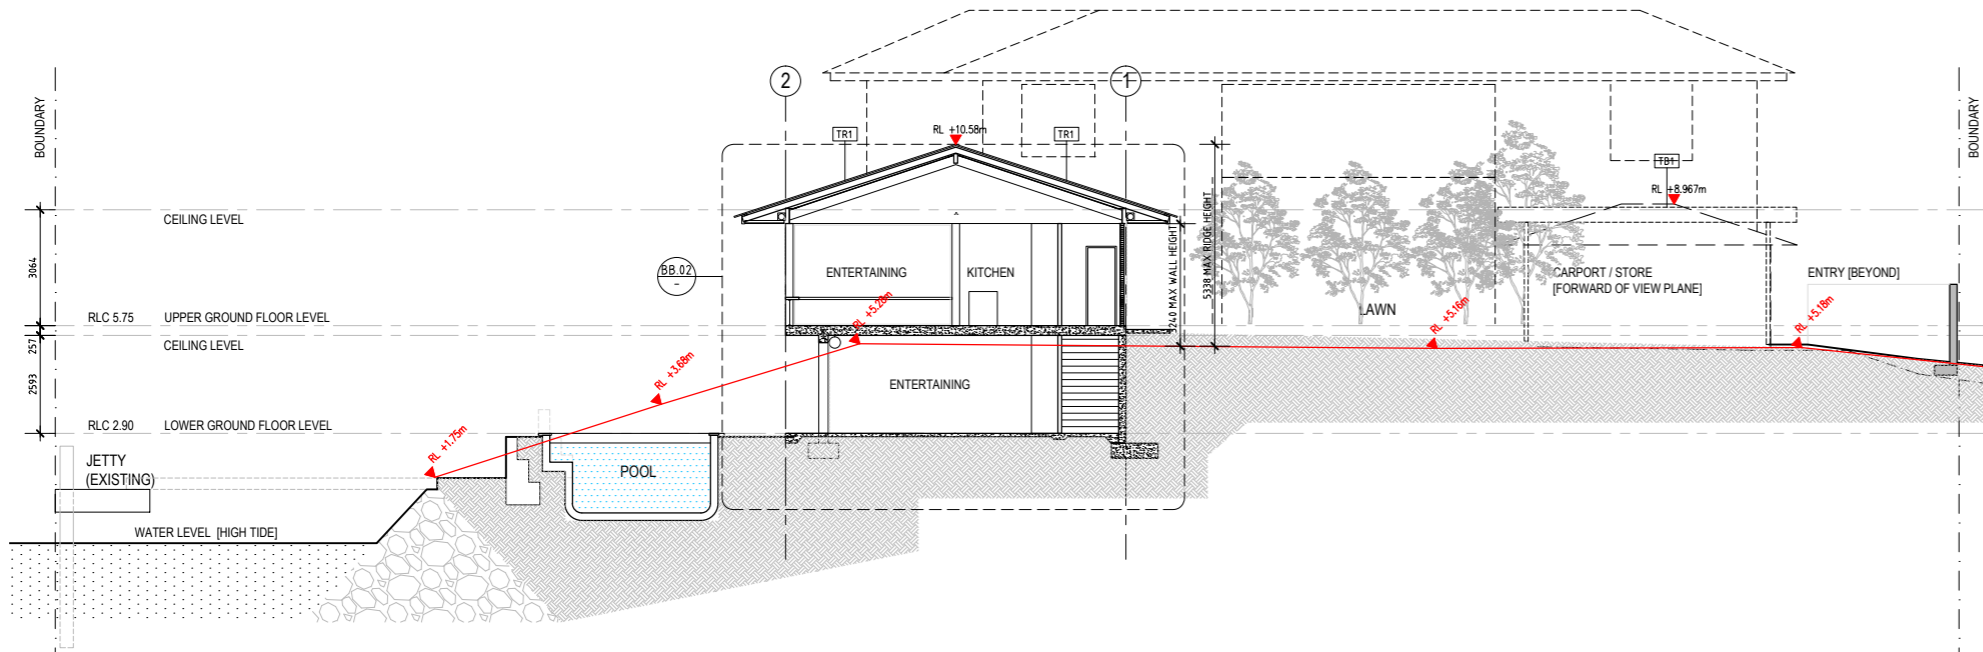 2
1
BOUNDARY
BOUNDARY
TR1
RL +10.58m
TR1
TB1
RL +8.967m
CEILING LEVEL
3064
ENTERTAINING
KITCHEN
3240 MAX WALL HEIGHT
5338 MAX RIDGE HEIGHT
BB.02
-
CARPORT / STORE
[FORWARD OF VIEW PLANE]
ENTRY [BEYOND]
LAWN
RLC 5.75
UPPER GROUND FLOOR LEVEL
RL +5.28m
RL +5.16m
RL +5.18m
257
CEILING LEVEL
RL +3.68m
ENTERTAINING
2593
RLC 2.90
LOWER GROUND FLOOR LEVEL
RL +1.75m
JETTY
(EXISTING)
POOL
WATER LEVEL [HIGH TIDE]